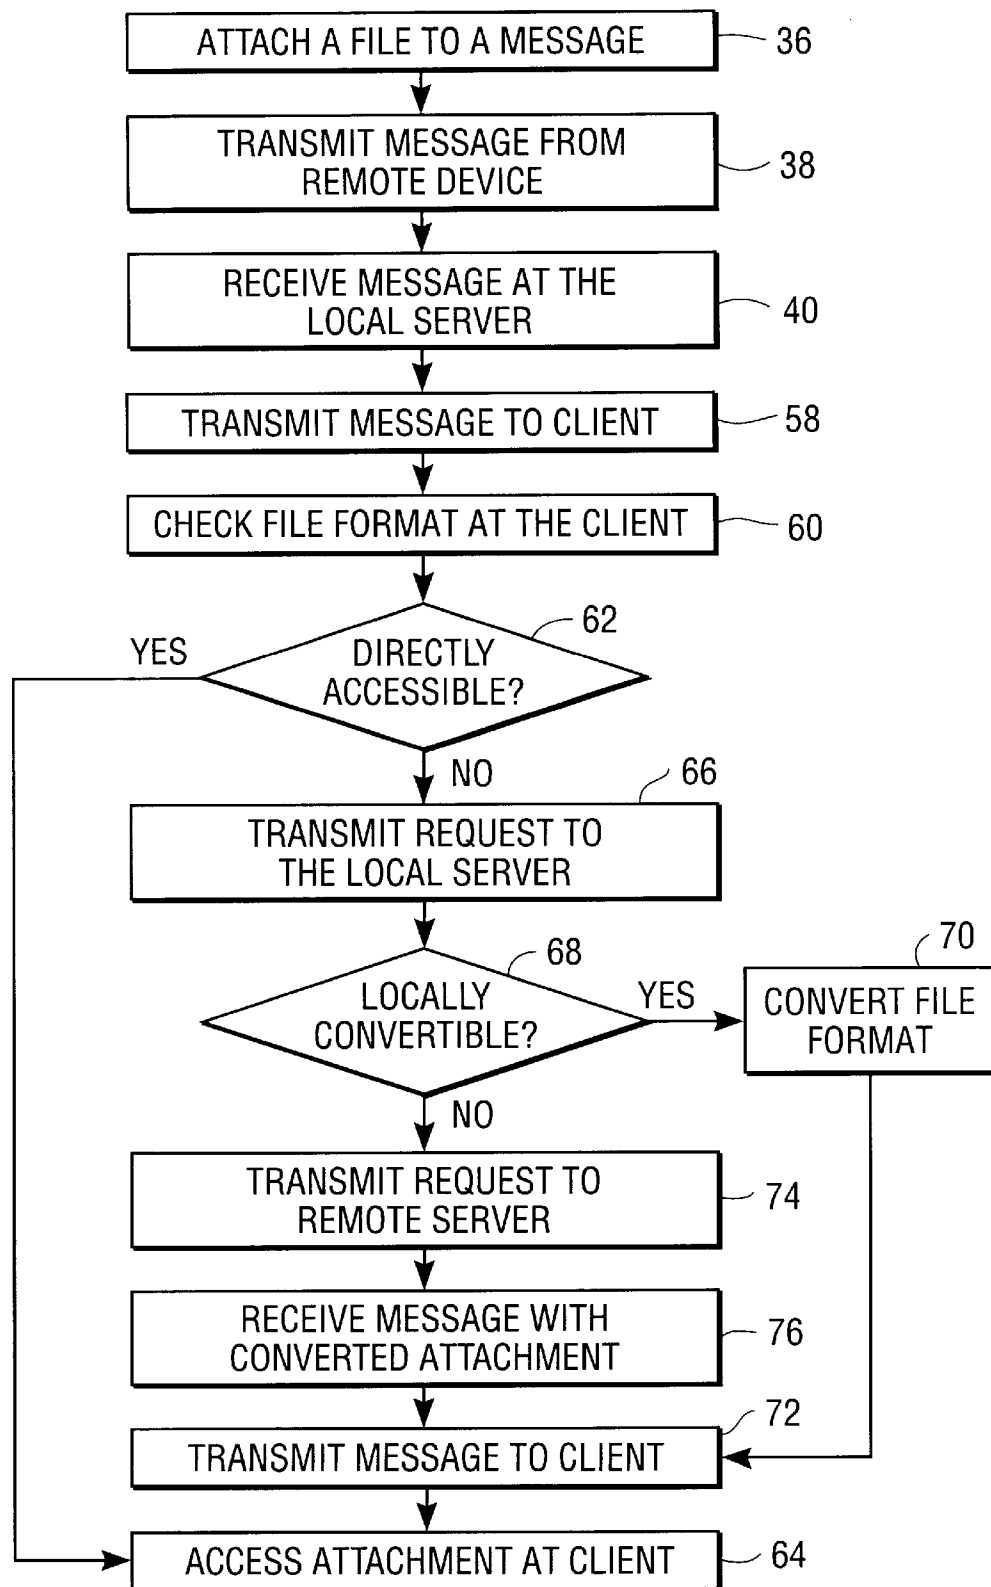 ATTACH A FILE TO A MESSAGE
36
TRANSMIT MESSAGE FROM
REMOTE DEVICE
38
RECEIVE MESSAGE AT THE
LOCAL SERVER
40
TRANSMIT MESSAGE TO CLIENT
58
CHECK FILE FORMAT AT THE CLIENT
60
62
YES
DIRECTLY
ACCESSIBLE?
NO
66
TRANSMIT REQUEST TO
THE LOCAL SERVER
68
LOCALLY
CONVERTIBLE?
YES
70
CONVERT FILE
FORMAT
NO
TRANSMIT REQUEST TO
REMOTE SERVER
74
RECEIVE MESSAGE WITH
CONVERTED ATTACHMENT
76
72
TRANSMIT MESSAGE TO CLIENT
ACCESS ATTACHMENT AT CLIENT
64